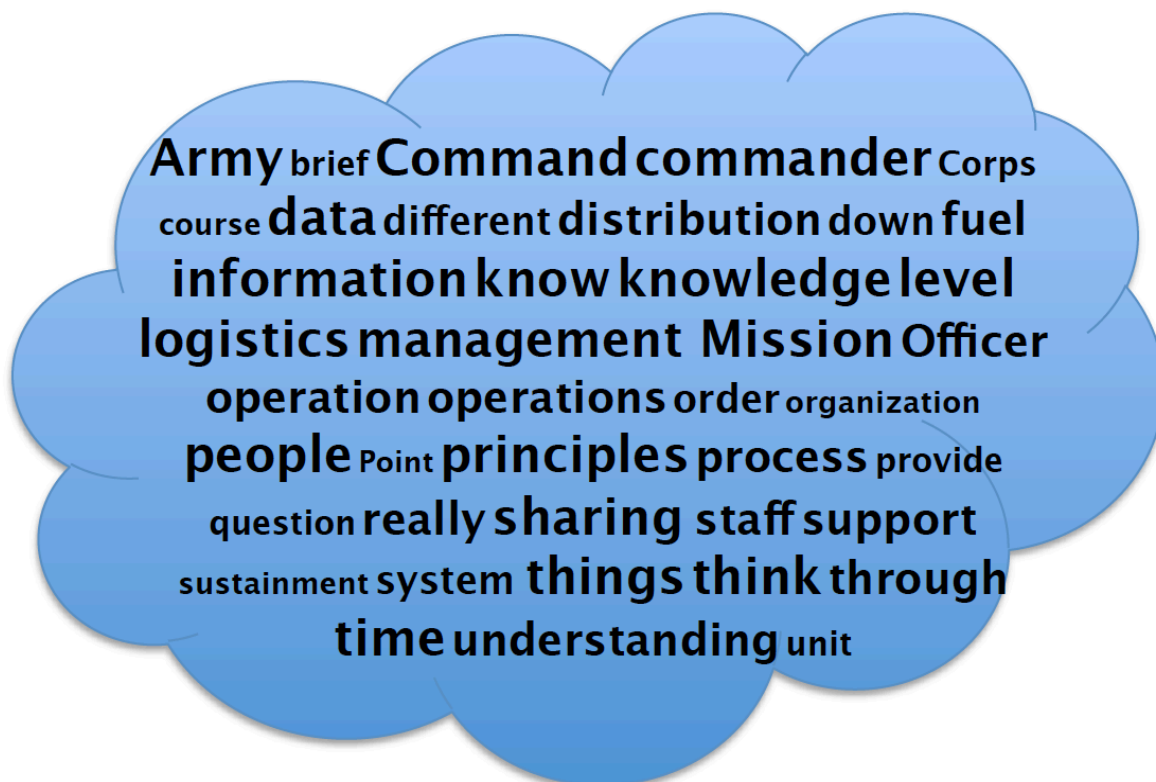 Army brief Command commander Corps
course data different distribution down fuel
information know knowledge level
logistics management Mission Officer
operation operations order organization
people Point principles process provide
question really sharing staff support
sustainment system things think through
time understanding unit